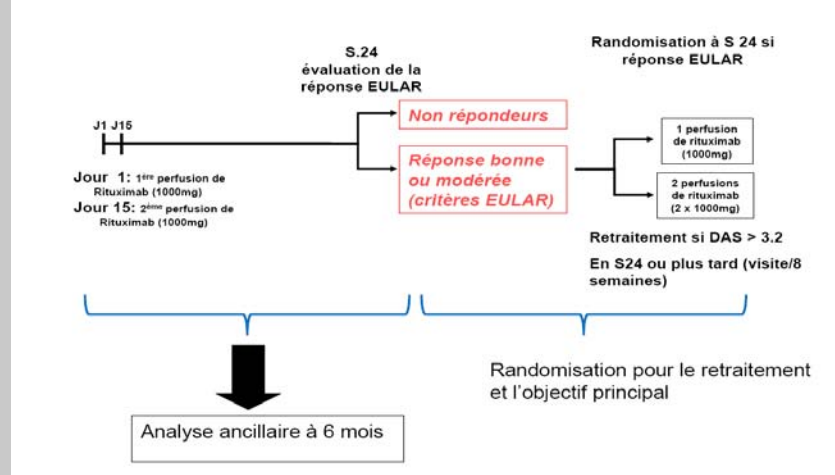 S.24
évaluation de la
réponse EULAR
Randomisation à S 24 si
réponse EULAR
J1 J15
Non répondeurs
Réponse bonne
ou modérée
(critères EULAR)
1 perfusion
de rituximab
(1000mg)
2 perfusions
de rituximab
(2 x 1000mg)
Jour 1: 1ère perfusion de
Rituximab (1000mg)
Jour 15: 2ème perfusion de
Rituximab (1000mg)
Retraitement si DAS > 3.2
En S24 ou plus tard (visite/8
semaines)
Randomisation pour le retraitement
et l'objectif principal
Analyse ancillaire à 6 mois